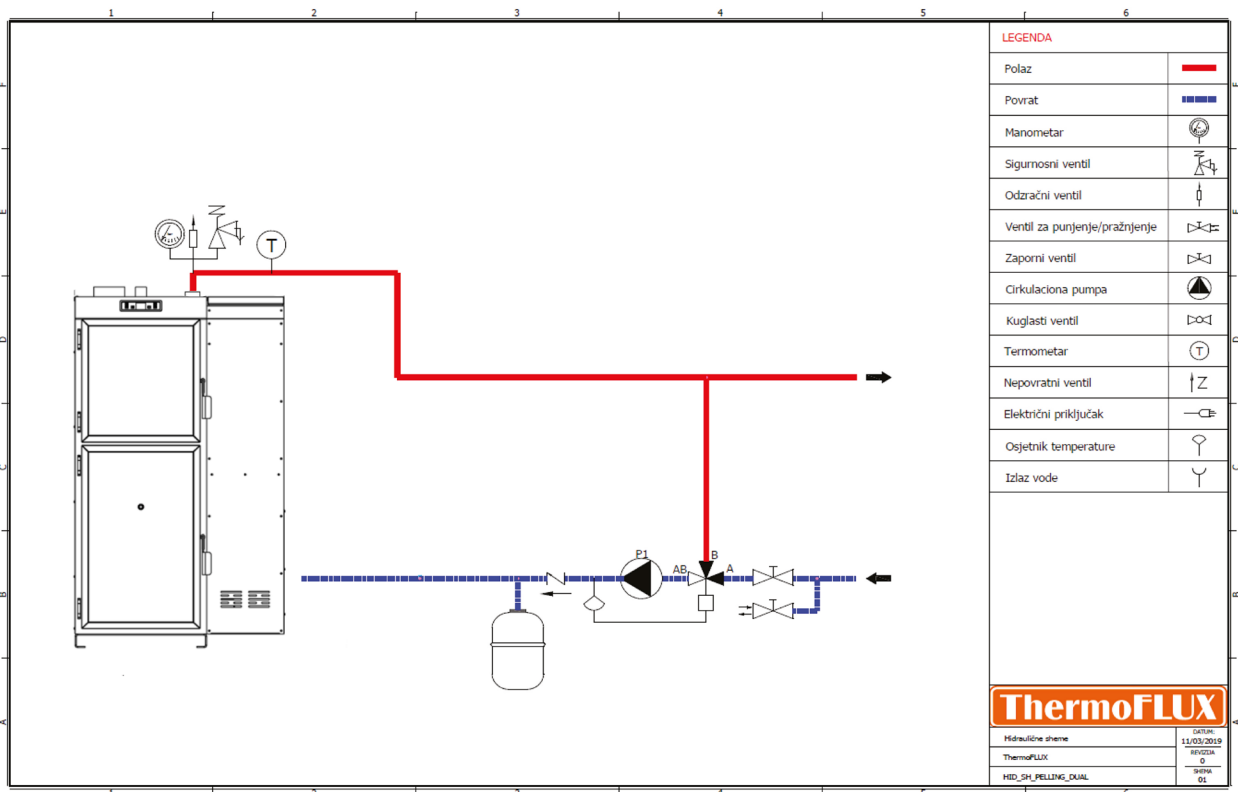 1 2 3 4 5 6
LEGENDA
Polaz
Povrat
Manometar
Sigurnosni ventil
Odzračni ventil
Ventil za punjenje/pražnjenje
Zaporni ventil
Cirkulaciona pumpa
Kuglasti ventil
Termometar
T
Nepovratni ventil
Električni priključak
Osjetnik temperature
Izlaz vode
T
P1
B
AB
A
F
E
D
C
B
A
ThermoFLUX
Hidraulične sheme
DATUM:
11/03/2019
ThermoFLUX
REVIZIJA
0
HID_SH_PELLING_DUAL
SHEMA
01